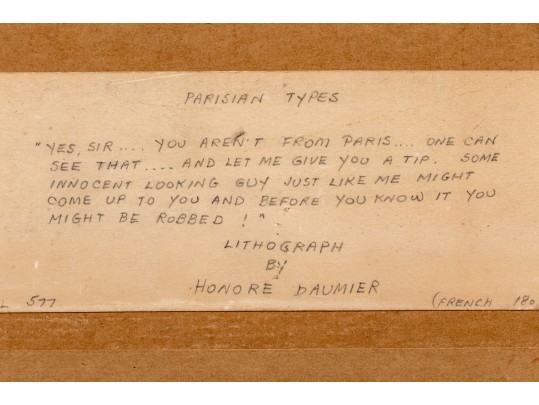 PARISIAN TYPES
"YES, SIR .... YOU AREN'T FROM PARIS.... ONE CAN
SEE THAT .... AND LET ME GIVE YOU A TIP. SOME
INNOCENT LOOKING GUY JUST LIKE ME MIGHT
COME UP TO YOU AND BEFORE YOU KNOW IT YOU
MIGHT BE ROBBED ! "
LITHOGRAPH
BY
HONORE DAUMIER
L 577 (FRENCH 180